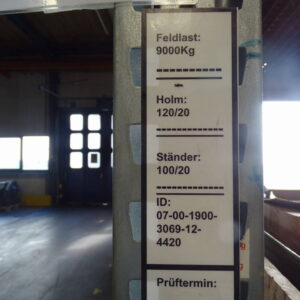 Feldlast:
9000Kg
----------
Holm:
120/20
----------
Ständer:
100/20
----------
ID:
07-00-1900-
3069-12-
4420
Prüftermin: